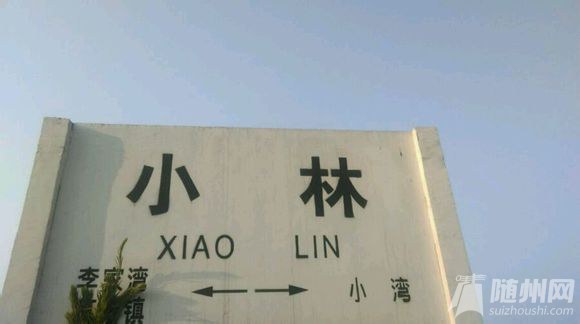 小林
XIAO LIN
李家湾 小湾
镇
随州网
suizhoushi.com